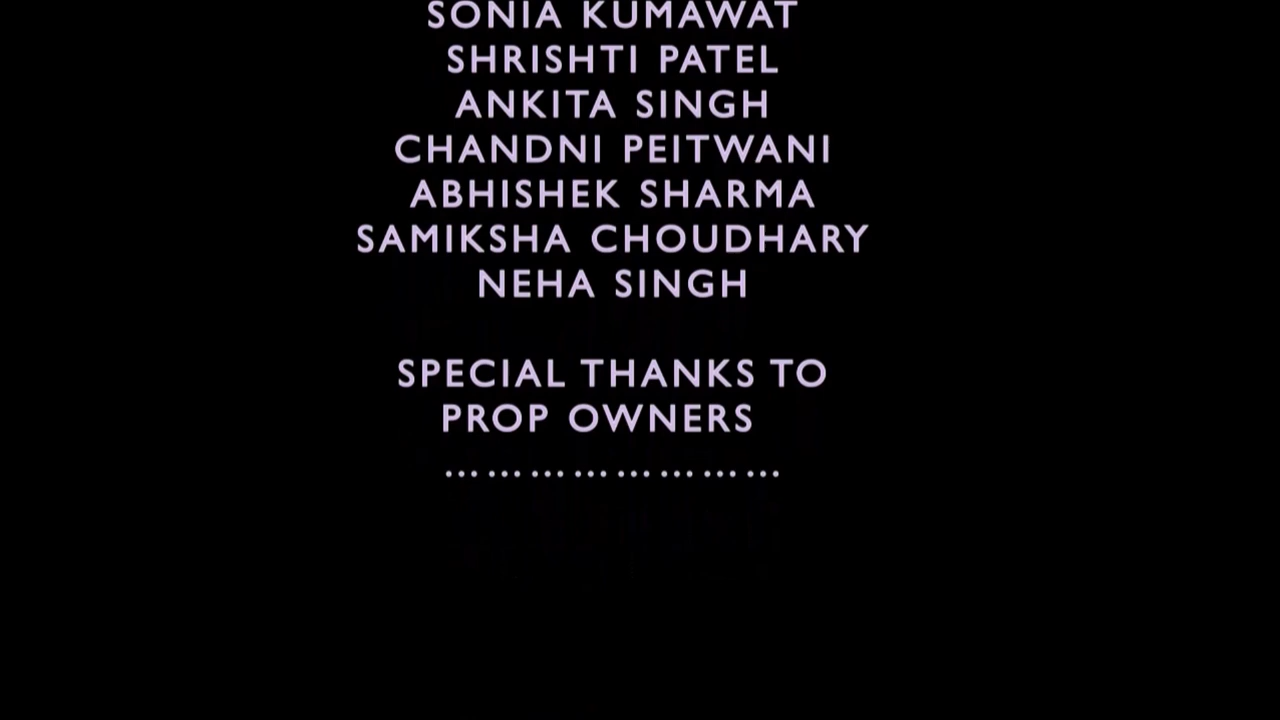 SONIA KUMAWAT
SHRISHTI PATEL
ANKITA SINGH
CHANDNI PEITWANI
ABHISHEK SHARMA
SAMIKSHA CHOUDHARY
NEHA SINGH
SPECIAL THANKS TO
PROP OWNERS
... ... ... ... ... ... ... ...